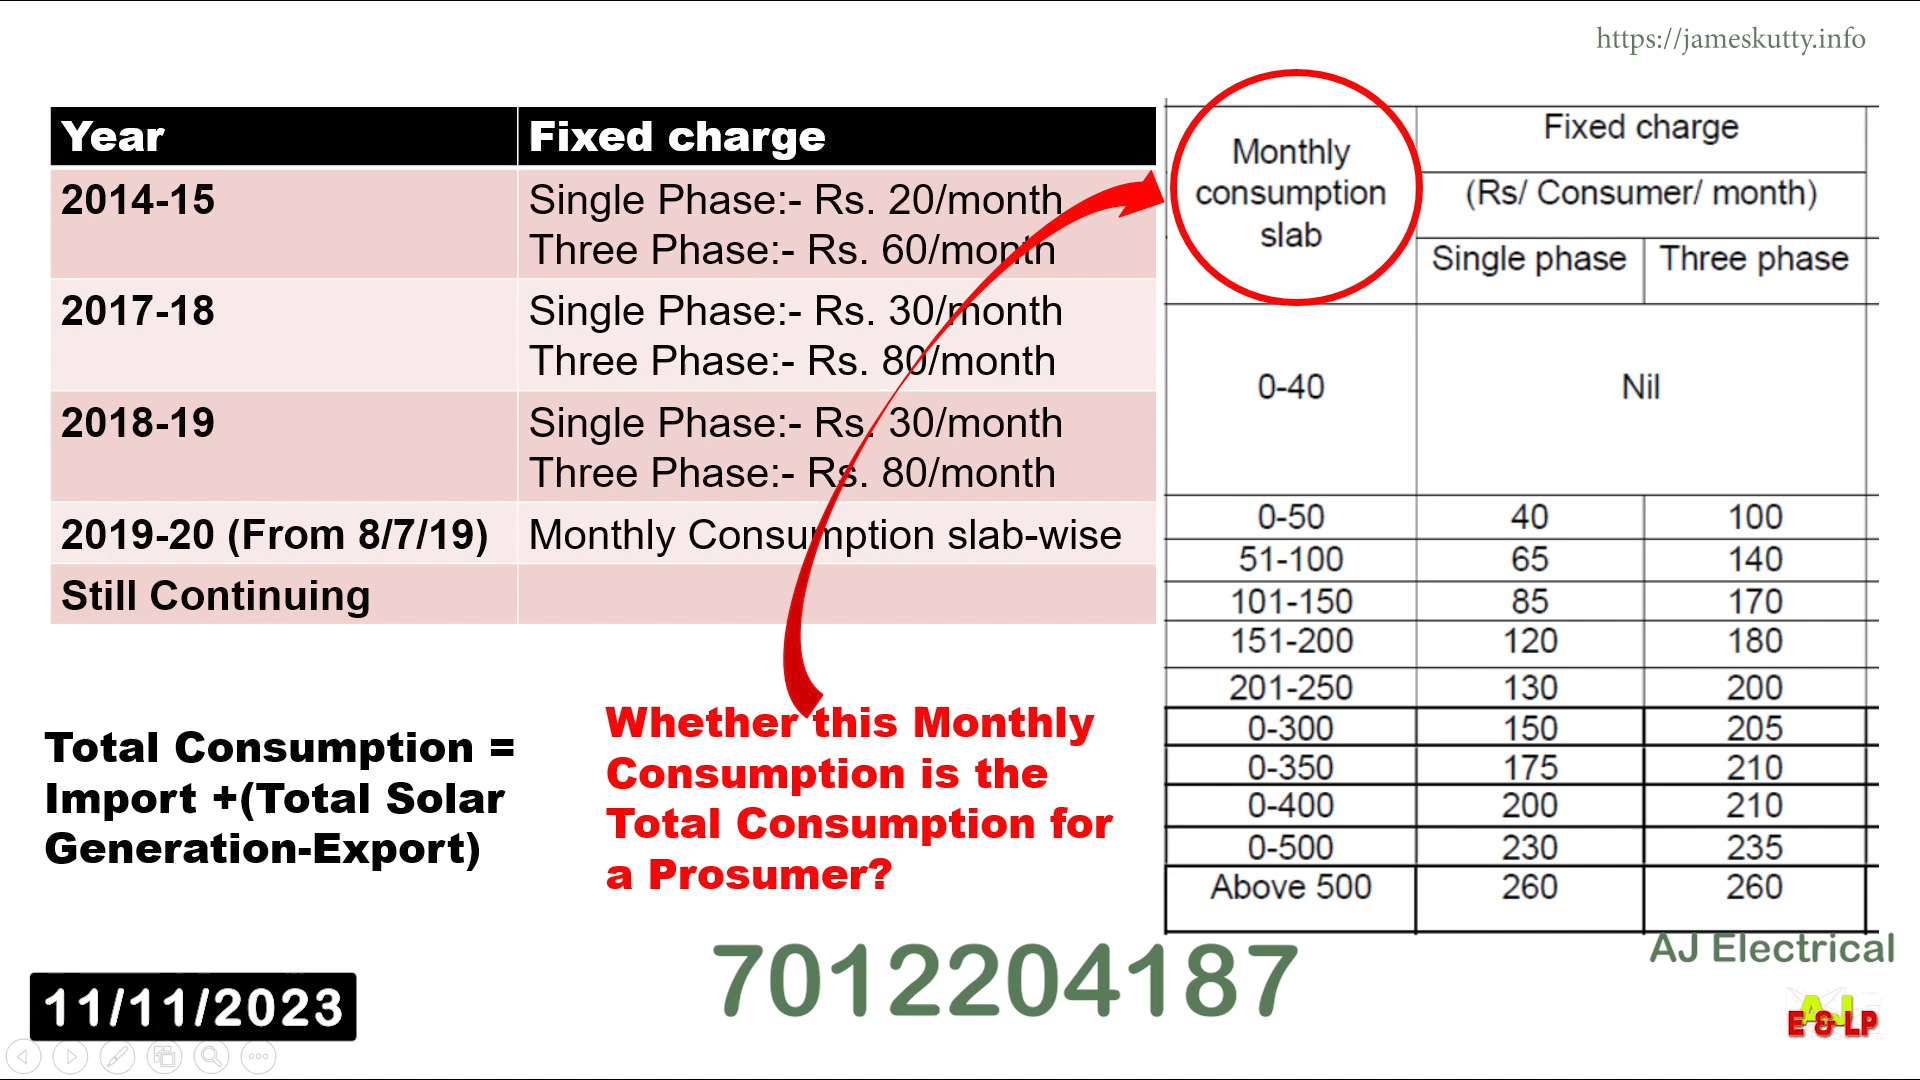 https://jameskutty.info
Year Fixed charge
2014-15 Single Phase:- Rs. 20/month
Three Phase:- Rs. 60/month
2017-18 Single Phase:- Rs. 30/month
Three Phase:- Rs. 80/month
2018-19 Single Phase:- Rs. 30/month
Three Phase:- Rs. 80/month
2019-20 (From 8/7/19) Monthly Consumption slab-wise
Still Continuing
Monthly
consumption
slab
Fixed charge
(Rs/ Consumer/ month)
Single phase Three phase
0-40 Nil
0-50 40 100
51-100 65 140
101-150 85 170
151-200 120 180
201-250 130 200
0-300 150 205
0-350 175 210
0-400 200 210
0-500 230 235
Above 500 260 260
Total Consumption =
Import +(Total Solar
Generation-Export)
Whether this Monthly
Consumption is the
Total Consumption for
a Prosumer?
7012204187
AJ Electrical
AJ
E & LP
11/11/2023